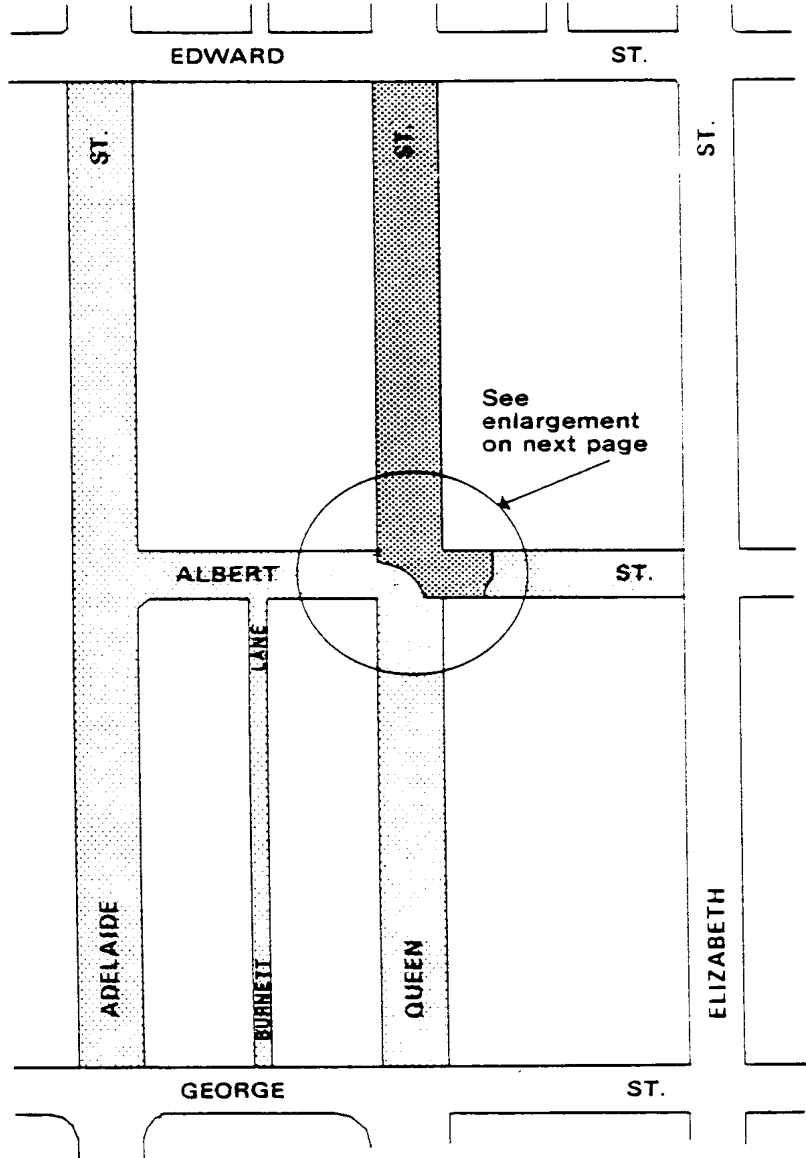 EDWARD ST.
ST.
ST.
ST.
See
enlargement
on next page
ALBERT ST.
LANE
ADELAIDE
BURNETT
QUEEN
ELIZABETH
GEORGE ST.